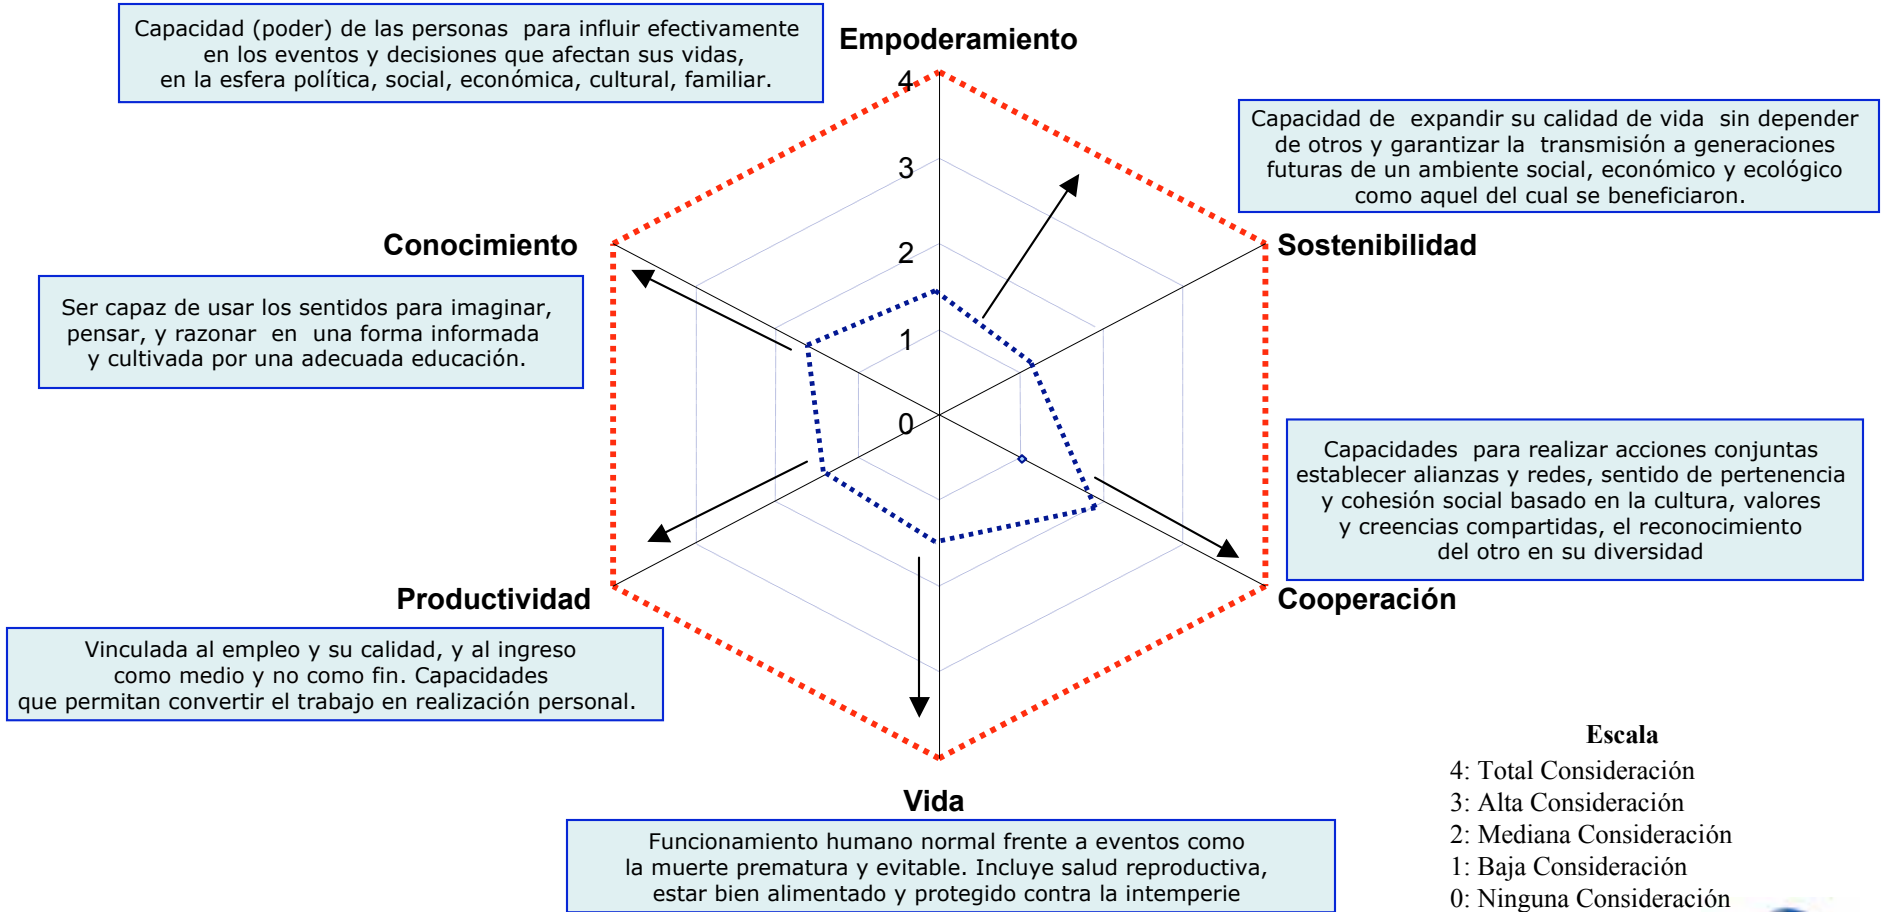 Capacidad (poder) de las personas para influir efectivamente
en los eventos y decisiones que afectan sus vidas,
en la esfera política, social, económica, cultural, familiar.
Empoderamiento
4
3
2
1
0
Capacidad de expandir su calidad de vida sin depender
de otros y garantizar la transmisión a generaciones
futuras de un ambiente social, económico y ecológico
como aquel del cual se beneficiaron.
Sostenibilidad
Conocimiento
Ser capaz de usar los sentidos para imaginar,
pensar, y razonar en una forma informada
y cultivada por una adecuada educación.
Capacidades para realizar acciones conjuntas
establecer alianzas y redes, sentido de pertenencia
y cohesión social basado en la cultura, valores
y creencias compartidas, el reconocimiento
del otro en su diversidad
Cooperación
Productividad
Vinculada al empleo y su calidad, y al ingreso
como medio y no como fin. Capacidades
que permitan convertir el trabajo en realización personal.
Vida
Funcionamiento humano normal frente a eventos como
la muerte prematura y evitable. Incluye salud reproductiva,
estar bien alimentado y protegido contra la intemperie
Escala
4: Total Consideración
3: Alta Consideración
2: Mediana Consideración
1: Baja Consideración
0: Ninguna Consideración